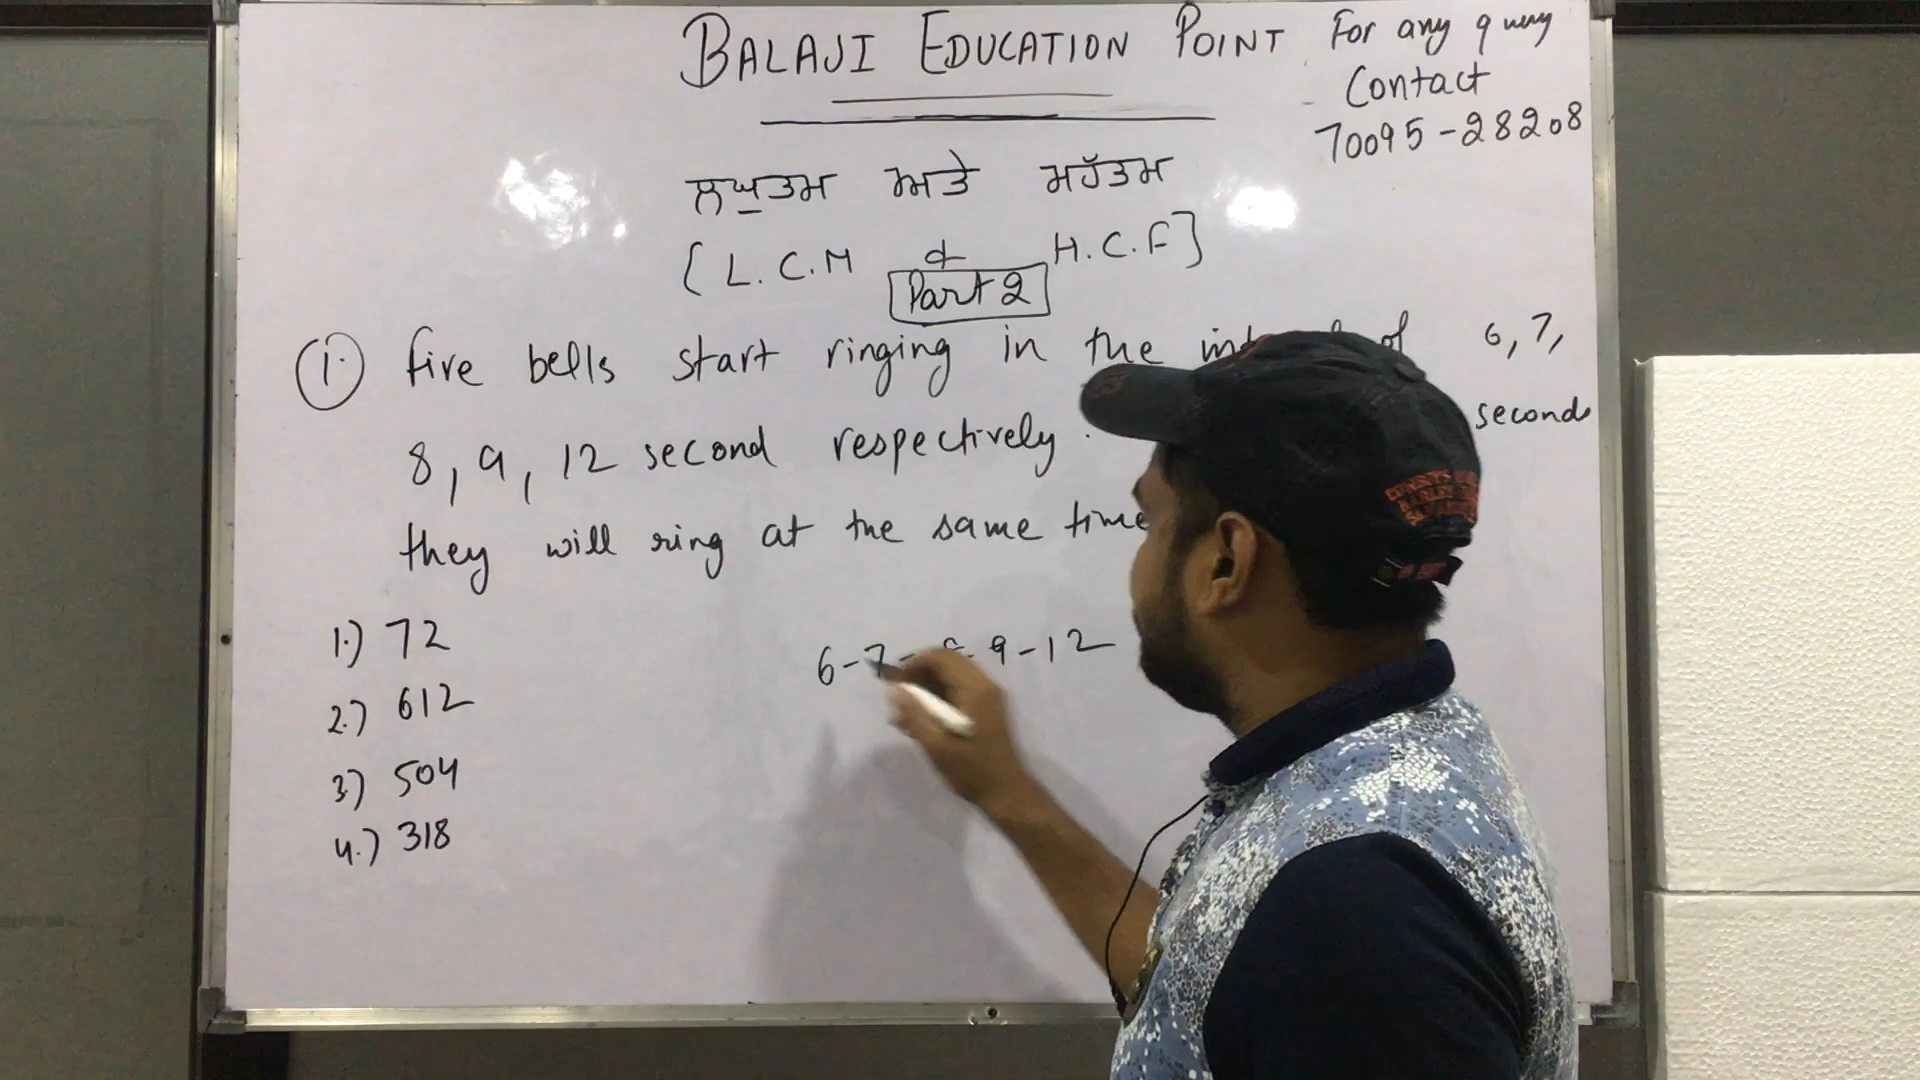 BALAJI EDUCATION POINT
For any query
Contact
70095-28208
ਲਘੂਤਮ ਅਤੇ ਮਹੱਤਮ
[L.C.M & H.C.F]
Part 2
1. five bells start ringing in the of 6, 7,
8, 9, 12 second respectively. seconds
they will ring at the same time
1.) 72
2.) 612
3.) 504
4.) 318
6-7-8-9-12